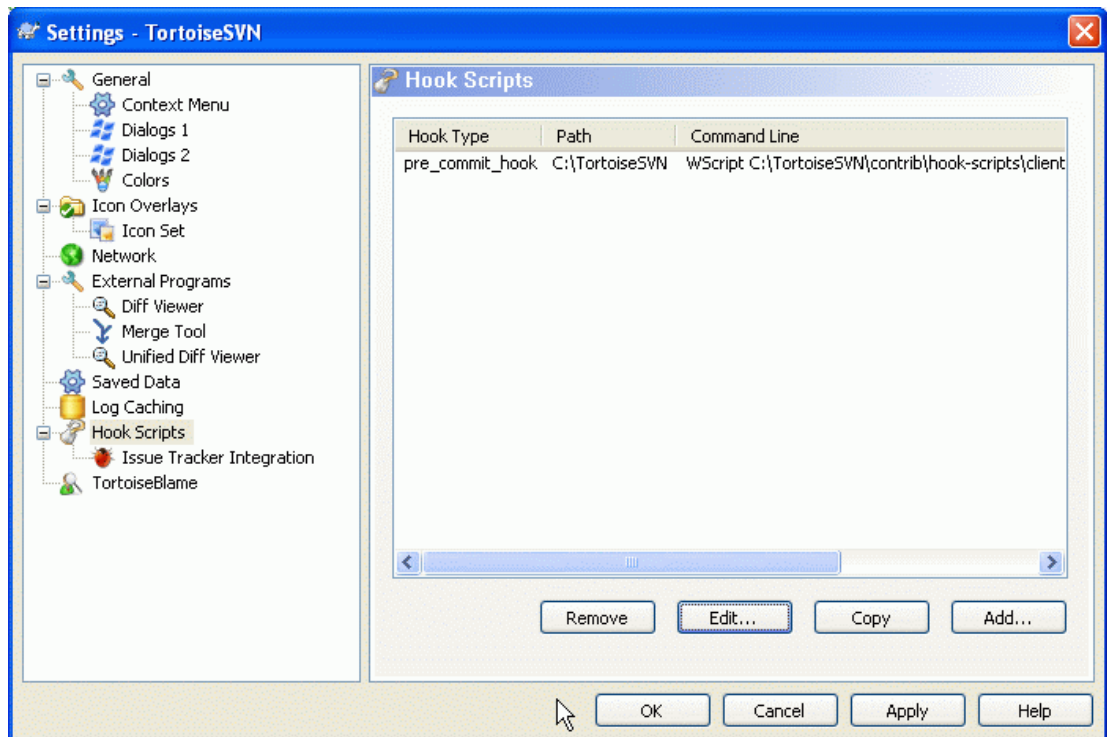 Settings - TortoiseSVN
General
Context Menu
Dialogs 1
Dialogs 2
Colors
Icon Overlays
Icon Set
Network
External Programs
Diff Viewer
Merge Tool
Unified Diff Viewer
Saved Data
Log Caching
Hook Scripts
Issue Tracker Integration
TortoiseBlame
Hook Scripts
Hook Type Path Command Line
pre_commit_hook C:\TortoiseSVN WScript C:\TortoiseSVN\contrib\hook-scripts\client
Remove Edit... Copy Add...
OK Cancel Apply Help